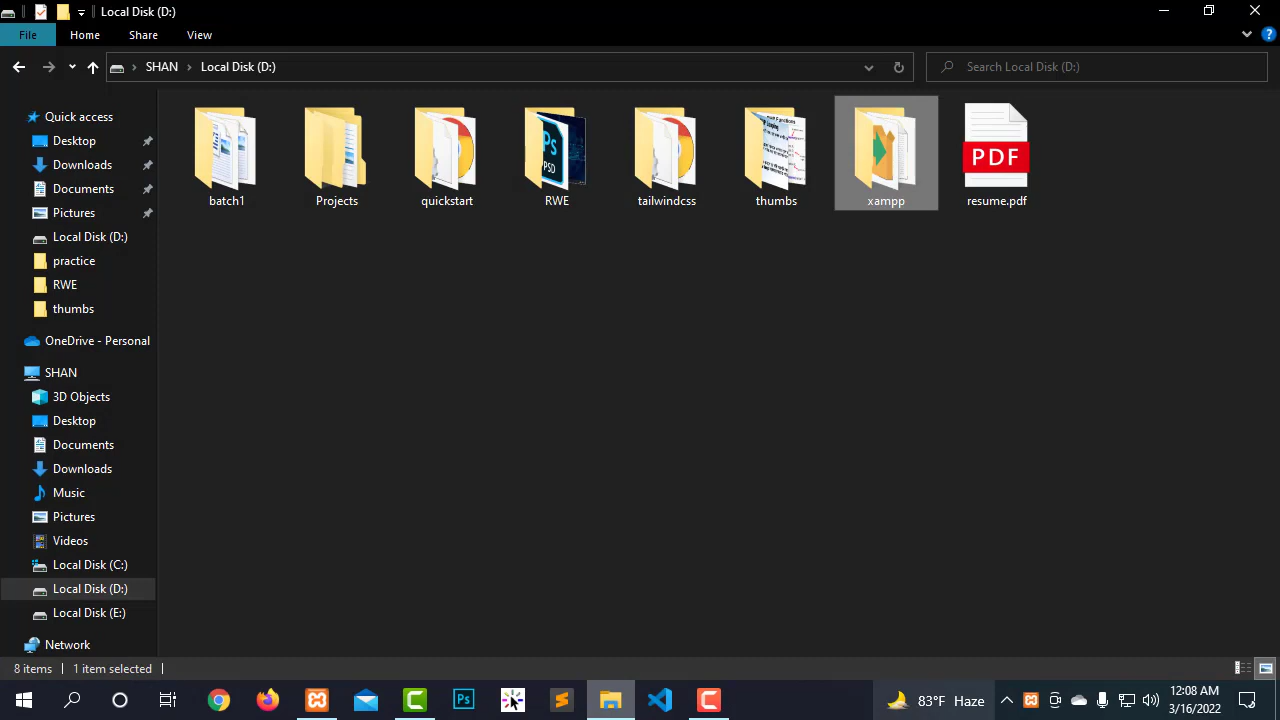 Local Disk (D:)
File Home Share View
SHAN Local Disk (D:)
Search Local Disk (D:)
Quick access
Desktop
Downloads
Documents
Pictures
Local Disk (D:)
practice
RWE
thumbs
OneDrive - Personal
SHAN
3D Objects
Desktop
Documents
Downloads
Music
Pictures
Videos
Local Disk (C:)
Local Disk (D:)
Local Disk (E:)
Network
Ps
PSD
PDF
batch1 Projects quickstart RWE tailwindcss thumbs xampp resume.pdf
8 items 1 item selected
Ps
83°F Haze
12:08 AM
3/16/2022